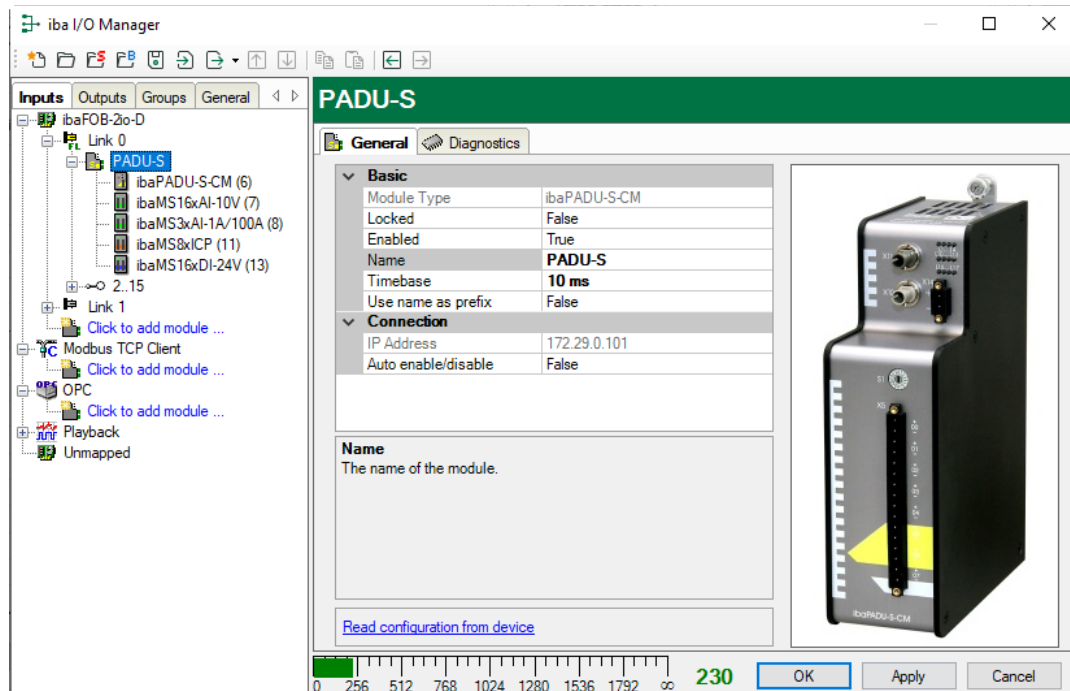 iba I/O Manager
Inputs Outputs Groups General
ibaFOB-2io-D
Link 0
PADU-S
ibaPADU-S-CM (6)
ibaMS16xAI-10V (7)
ibaMS3xAI-1A/100A (8)
ibaMS8xICP (11)
ibaMS16xDI-24V (13)
2..15
Link 1
Click to add module ...
Modbus TCP Client
Click to add module ...
OPC
Click to add module ...
Playback
Unmapped
PADU-S
General Diagnostics
Basic
Module Type ibaPADU-S-CM
Locked False
Enabled True
Name PADU-S
Timebase 10 ms
Use name as prefix False
Connection
IP Address 172.29.0.101
Auto enable/disable False
Name
The name of the module.
Read configuration from device
S1
X5
ibaPADU-S-CM
0 256 512 768 1024 1280 1536 1792 ∞ 230 OK Apply Cancel